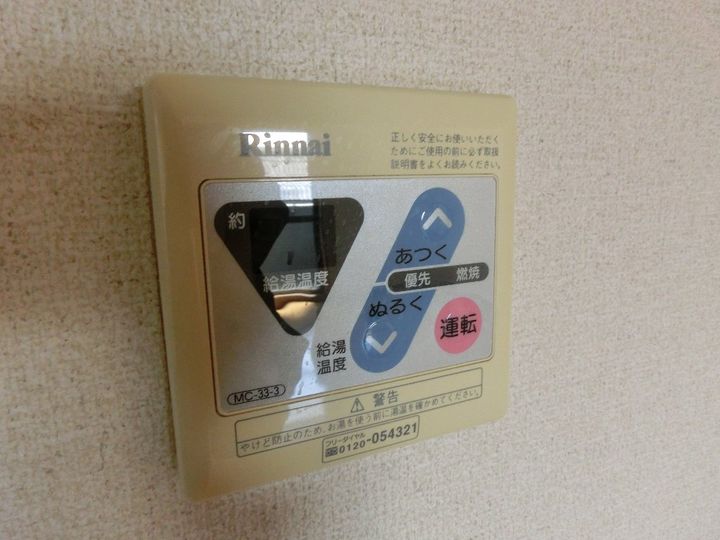 Rinnai
正しく安全にお使いいただく
ためにご使用の前に必ず取扱
説明書をよくお読みください。
約
給湯温度
あつく
優先 燃焼
ぬるく
運転
給湯
温度
MC-33-3
⚠警告
やけど防止のため、お湯を使う前に湯温を確かめてください。
フリーダイヤル
0120-054321